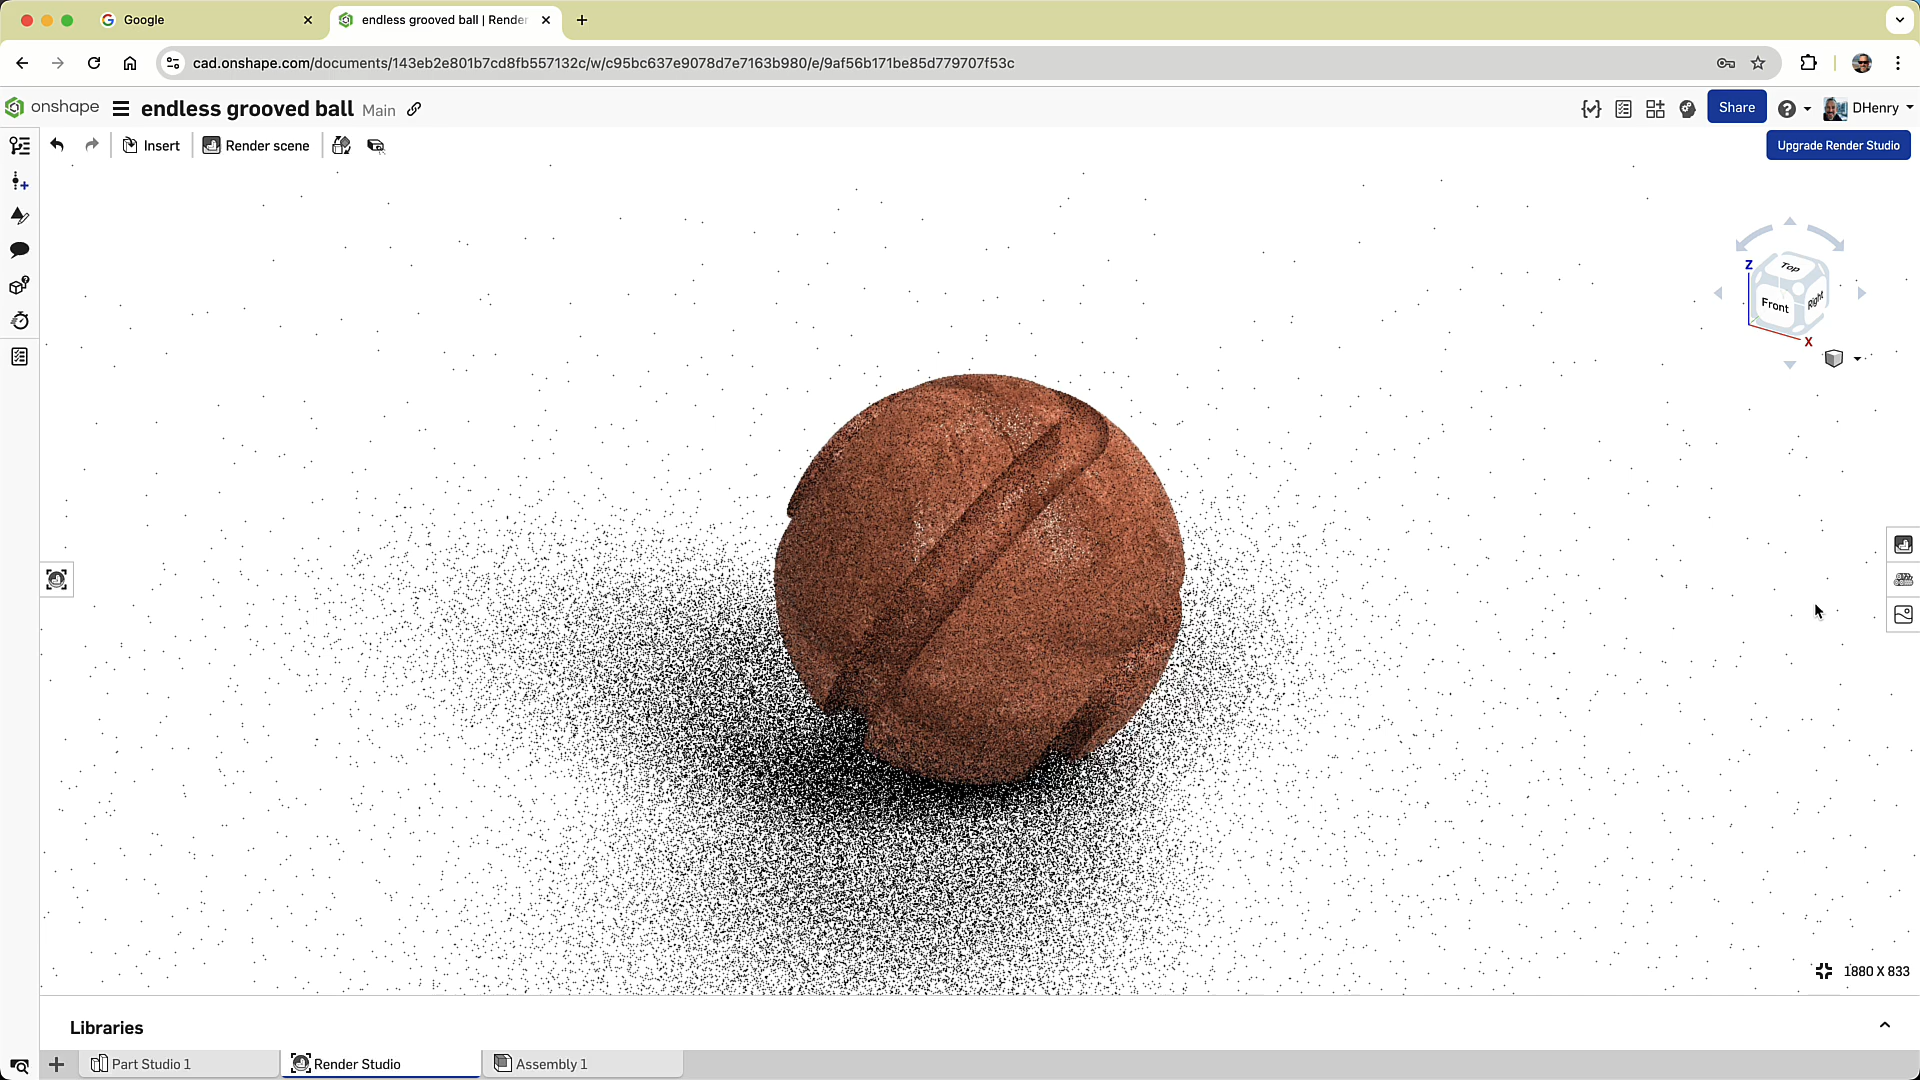 Google
endless grooved ball | Render
cad.onshape.com/documents/143eb2e801b7cd8fb557132c/w/c95bc637e9078d7e7163b980/e/9af56b171be85d779707f53c
onshape
endless grooved ball Main
Share
DHenry
Insert
Render scene
Upgrade Render Studio
Z
Top
Front
Right
X
1880 X 833
Libraries
Part Studio 1
Render Studio
Assembly 1